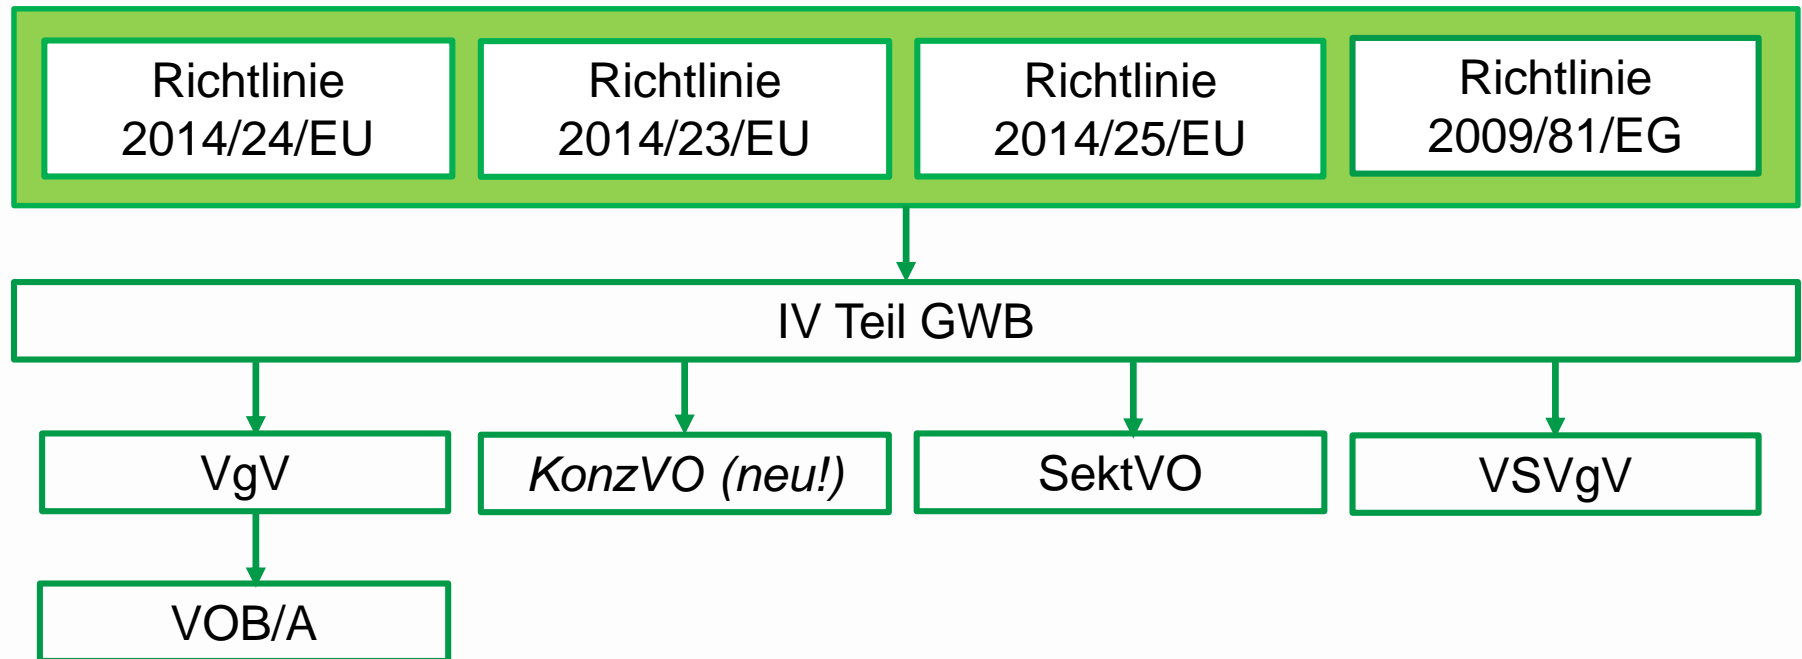 Richtlinie
2014/24/EU
Richtlinie
2014/23/EU
Richtlinie
2014/25/EU
Richtlinie
2009/81/EG
IV Teil GWB
VgV
KonzVO (neu!)
SektVO
VSVgV
VOB/A